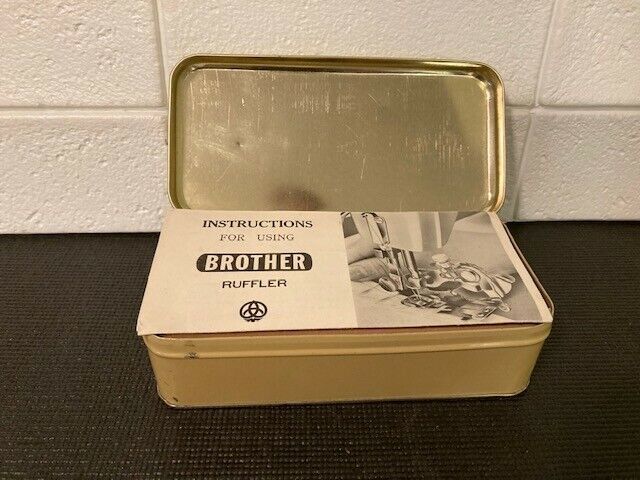 INSTRUCTIONS
FOR USING
BROTHER
RUFFLER